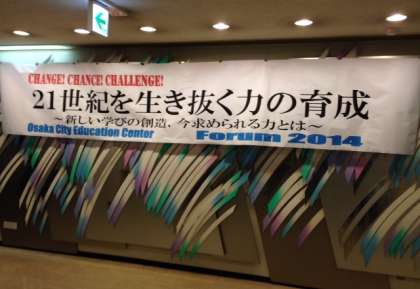 CHANGE! CHANCE! CHALLENGE!
21世紀を生き抜く力の育成
～新しい学びの創造、今求められる力とは～
Osaka City Education Center Forum 2014